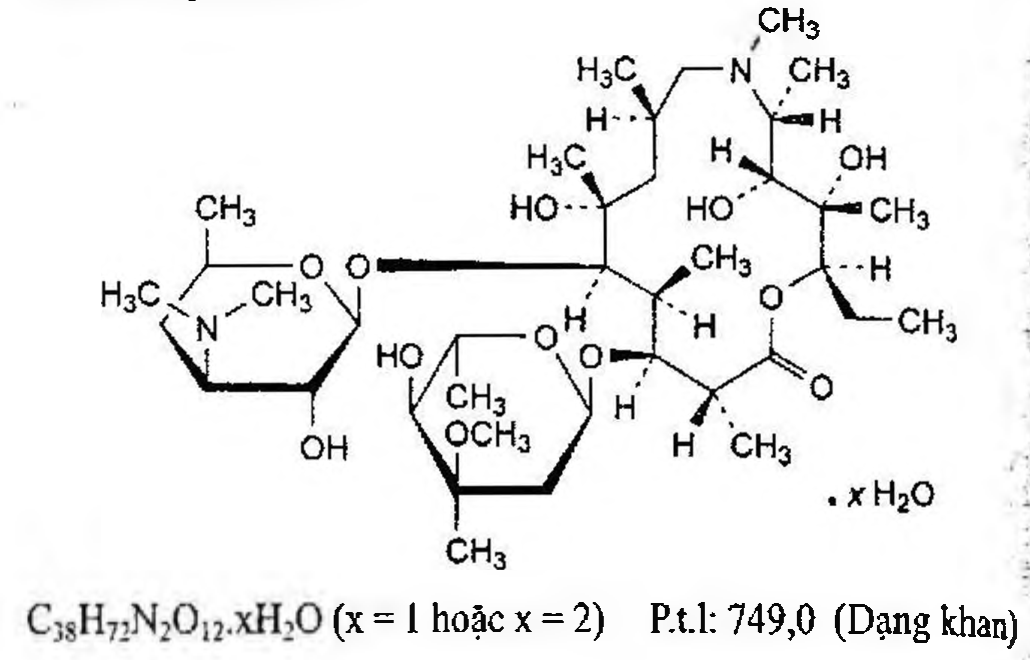 CH₃
H₃C
N
CH₃
H
H
H₃C
H
OH
HO
HO
CH₃
CH₃
O
O
CH₃
H
H₃C
CH₃
O
N
H
H
CH₃
HO
O
O
CH₃
H
O
OCH₃
OH
H
CH₃
. x H₂O
CH₃
C₃₈H₇₂N₂O₁₂.xH₂O (x = 1 hoặc x = 2) P.t.l: 749,0 (Dạng khan)